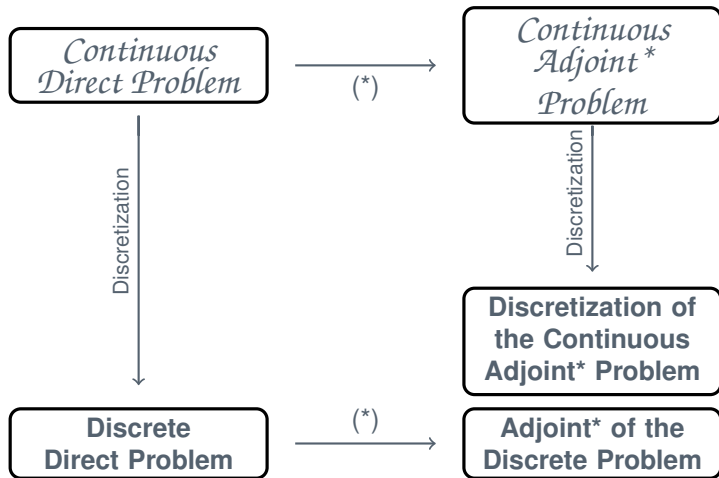 Continuous
Direct Problem
(*)
Continuous
Adjoint*
Problem
Discretization
Discretization
Discretization of
the Continuous
Adjoint* Problem
Discrete
Direct Problem
(*)
Adjoint* of the
Discrete Problem